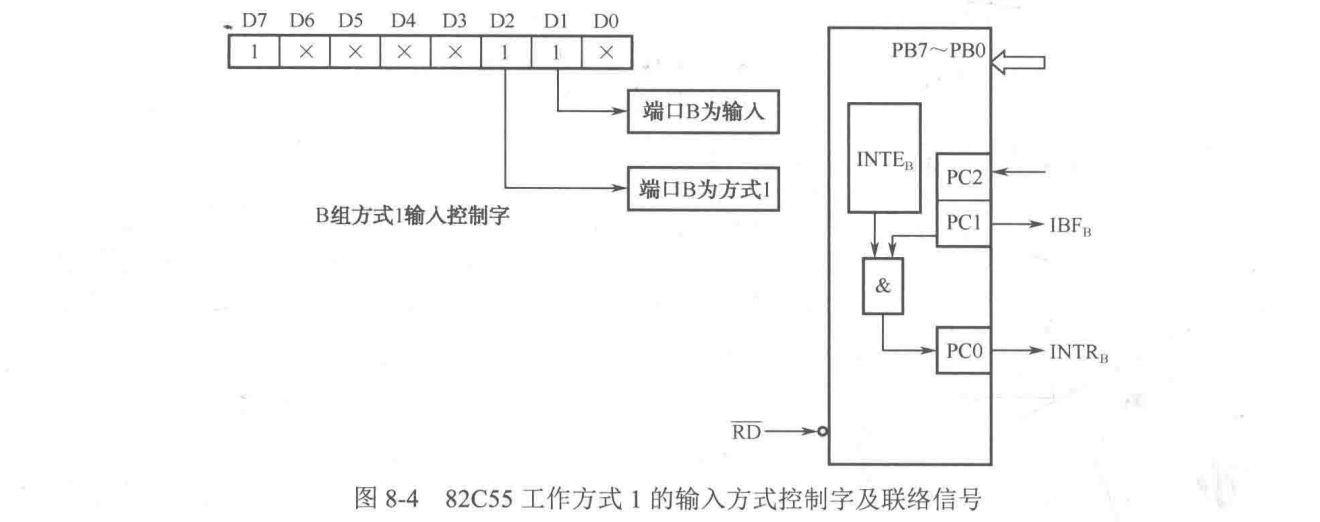 D7 D6 D5 D4 D3 D2 D1 D0
1 × × × × 1 1 ×
端口B为输入
端口B为方式1
B组方式1输入控制字
PB7～PB0
INTE_B
PC2
PC1
IBF_B
&
PC0
INTR_B
R̅D̅
图 8-4 82C55 工作方式 1 的输入方式控制字及联络信号